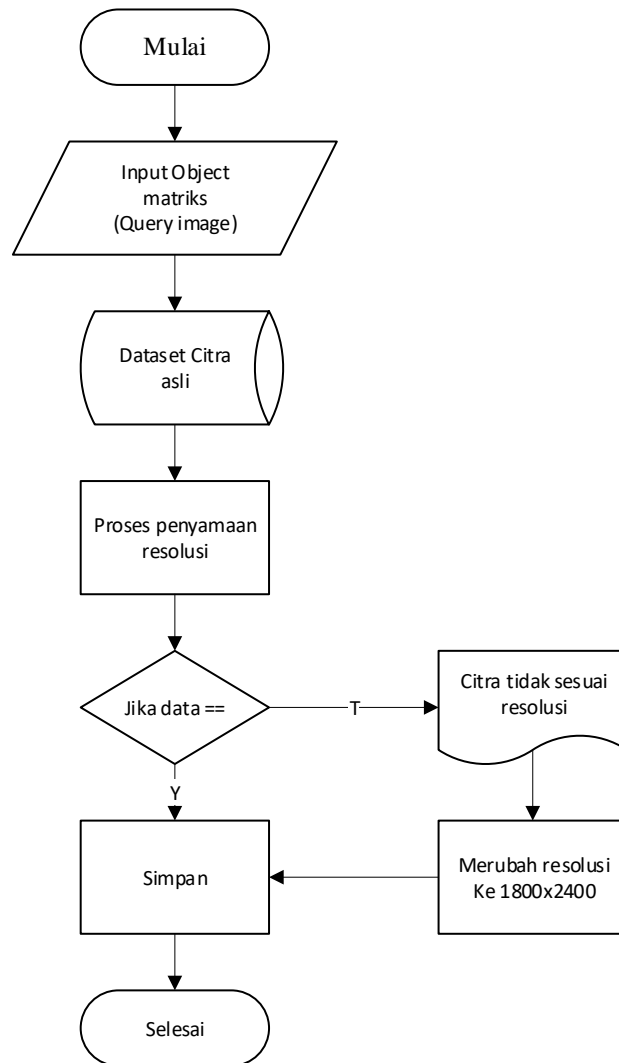 Mulai
Input Object
matriks
(Query image)
Dataset Citra
asli
Proses penyamaan
resolusi
Jika data ==
T
Citra tidak sesuai
resolusi
Y
Simpan
Merubah resolusi
Ke 1800x2400
Selesai